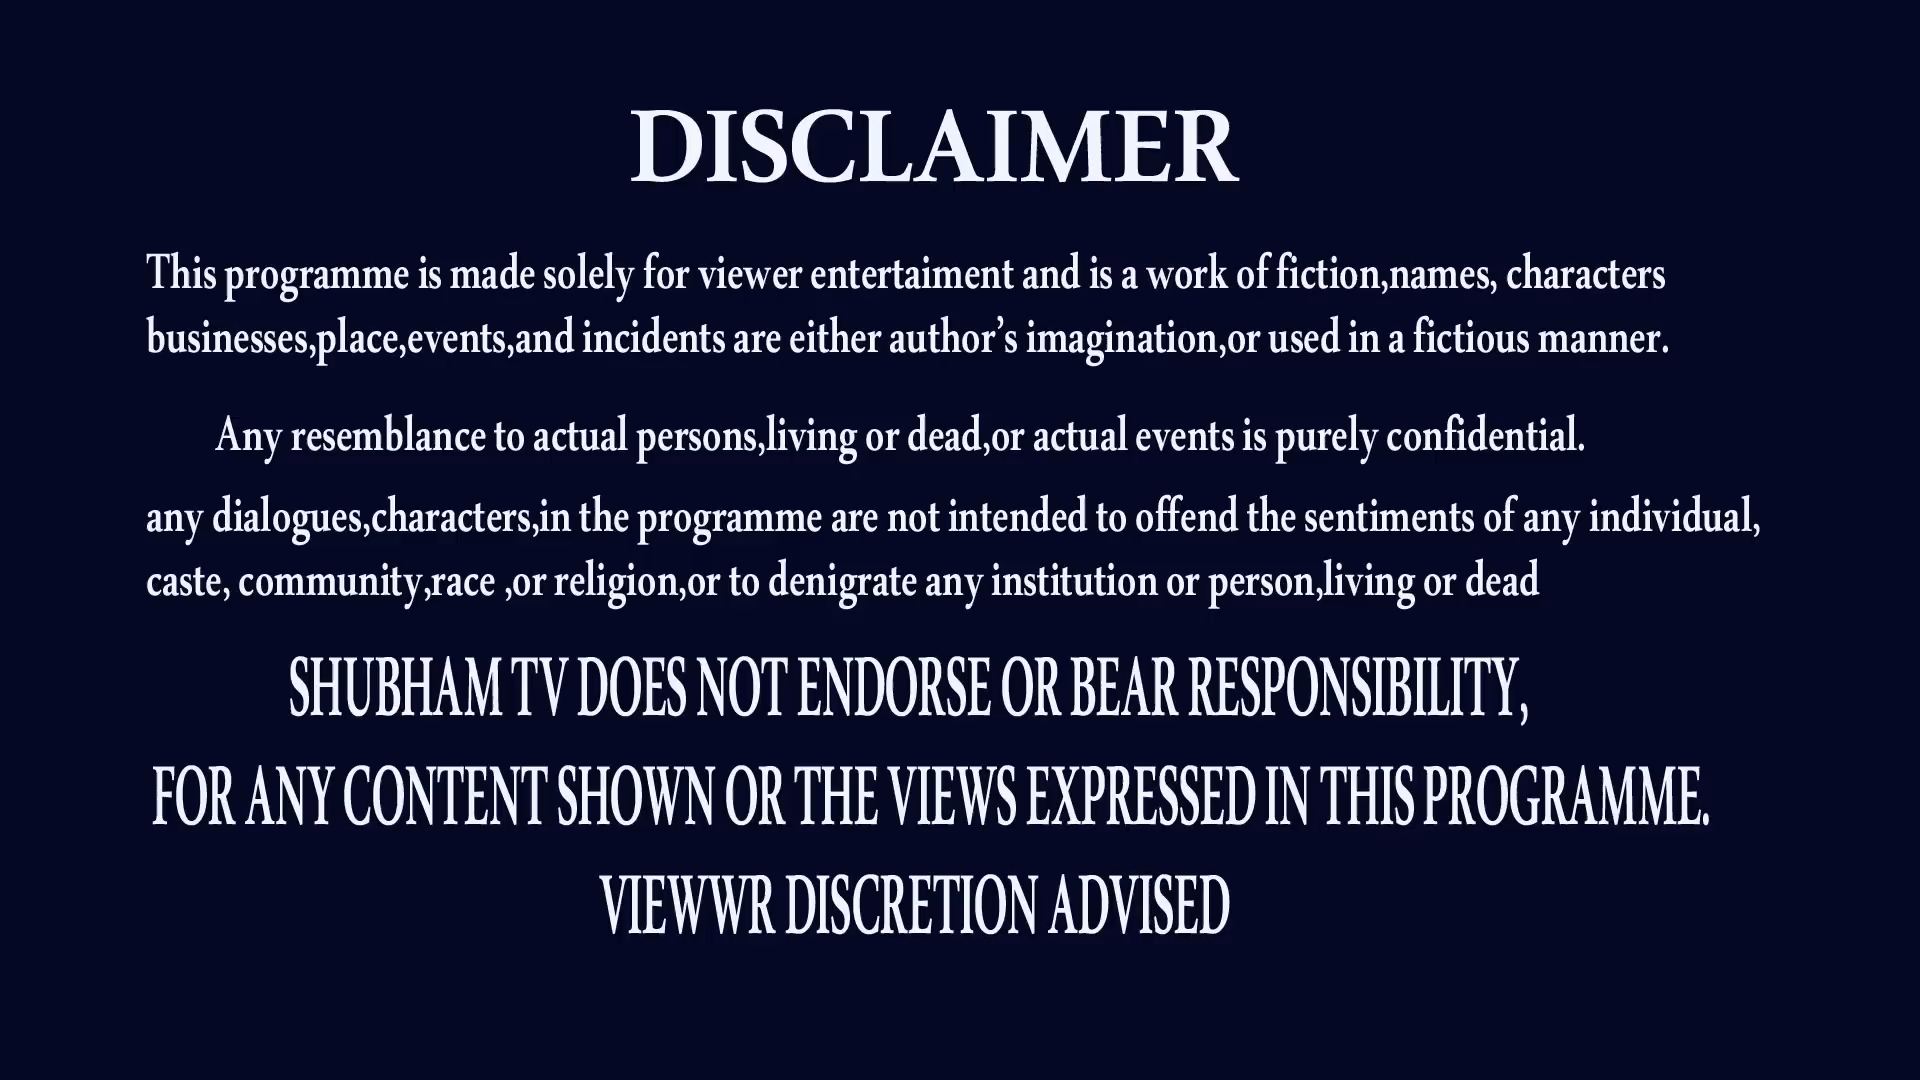 DISCLAIMER
This programme is made solely for viewer entertaiment and is a work of fiction,names, characters
businesses,place,events,and incidents are either author’s imagination,or used in a fictious manner.
Any resemblance to actual persons,living or dead,or actual events is purely confidential.
any dialogues,characters,in the programme are not intended to offend the sentiments of any individual,
caste, community,race ,or religion,or to denigrate any institution or person,living or dead
SHUBHAM TV DOES NOT ENDORSE OR BEAR RESPONSIBILITY,
FOR ANY CONTENT SHOWN OR THE VIEWS EXPRESSED IN THIS PROGRAMME.
VIEWWR DISCRETION ADVISED